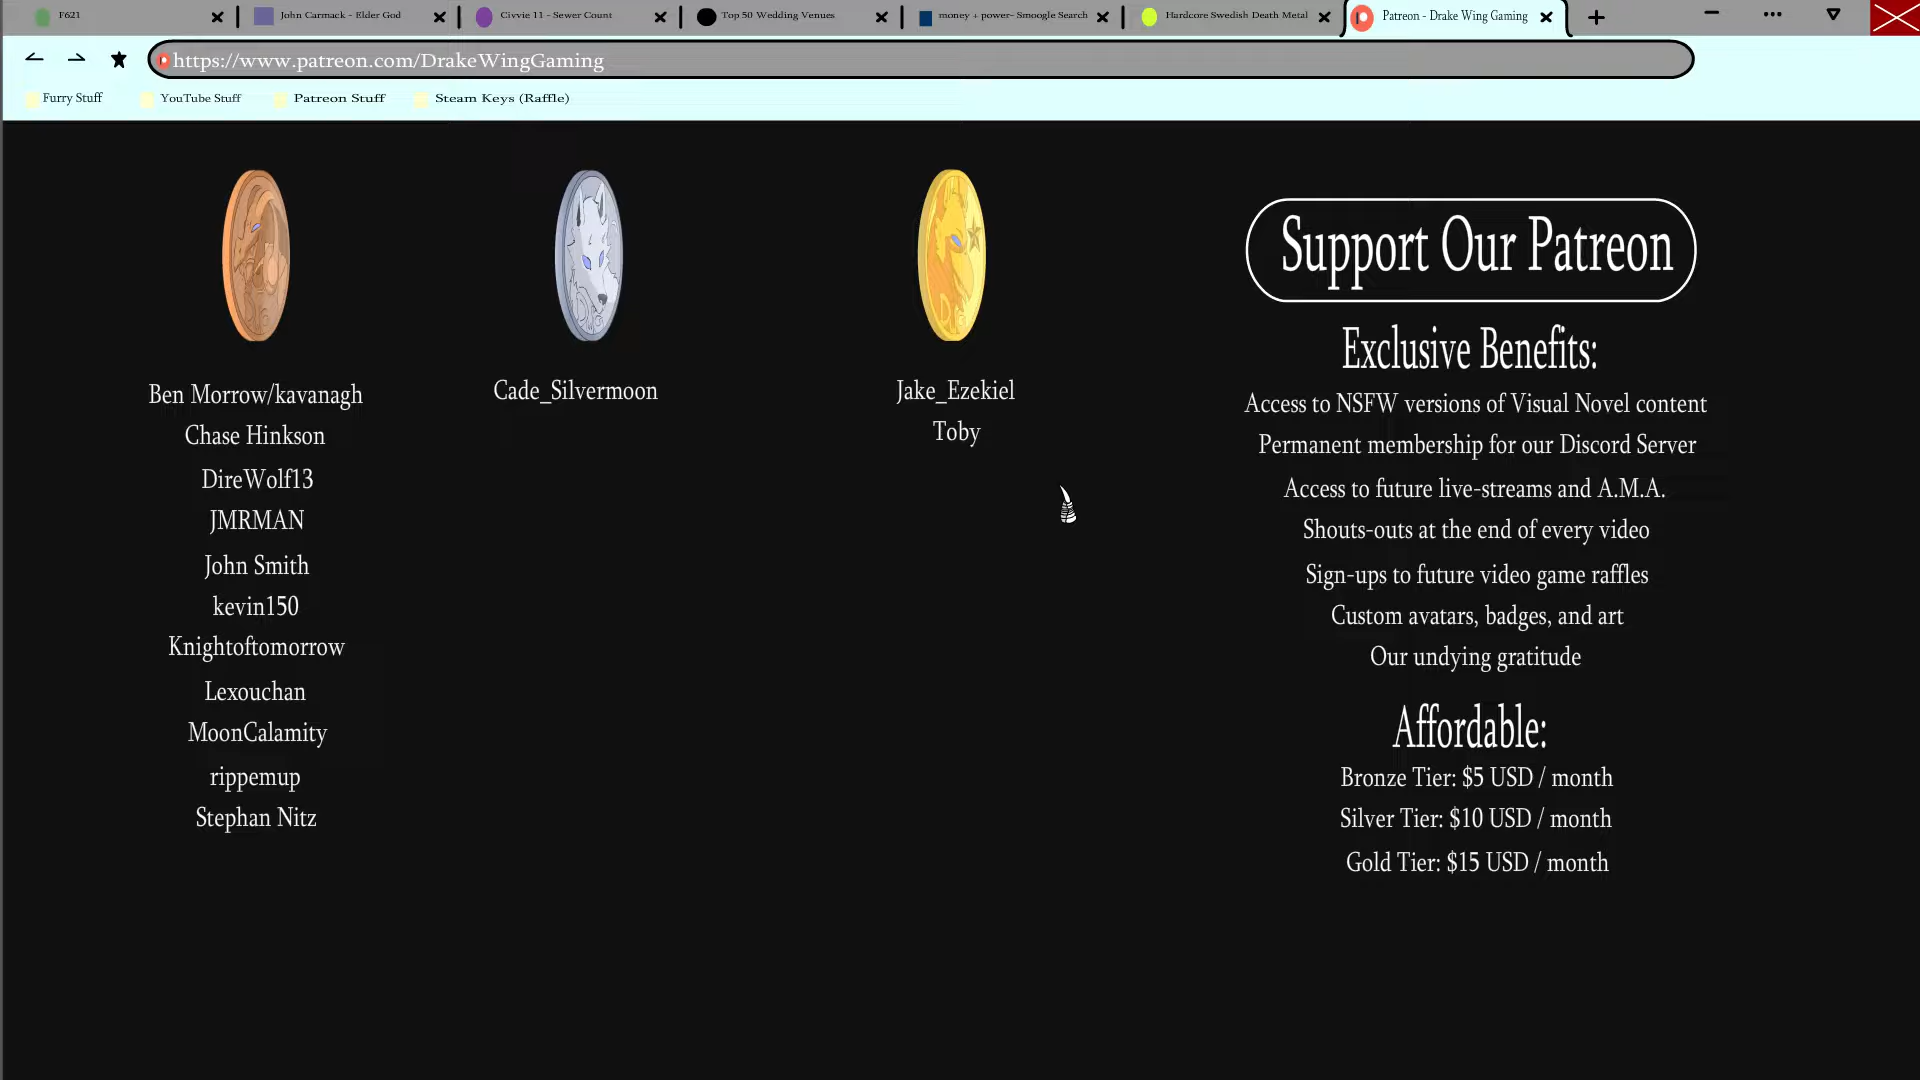 F621
John Carmack - Elder God
Civvie 11 - Sewer Count
Top 50 Wedding Venues
money + power- Smoogle Search
Hardcore Swedish Death Metal
Patreon - Drake Wing Gaming
https://www.patreon.com/DrakeWingGaming
Furry Stuff
YouTube Stuff
Patreon Stuff
Steam Keys (Raffle)
Ben Morrow/kavanagh
Chase Hinkson
DireWolf13
JMRMAN
John Smith
kevin150
Knightoftomorrow
Lexouchan
MoonCalamity
rippemup
Stephan Nitz
Cade_Silvermoon
Jake_Ezekiel
Toby
Support Our Patreon
Exclusive Benefits:
Access to NSFW versions of Visual Novel content
Permanent membership for our Discord Server
Access to future live-streams and A.M.A.
Shouts-outs at the end of every video
Sign-ups to future video game raffles
Custom avatars, badges, and art
Our undying gratitude
Affordable:
Bronze Tier: $5 USD / month
Silver Tier: $10 USD / month
Gold Tier: $15 USD / month